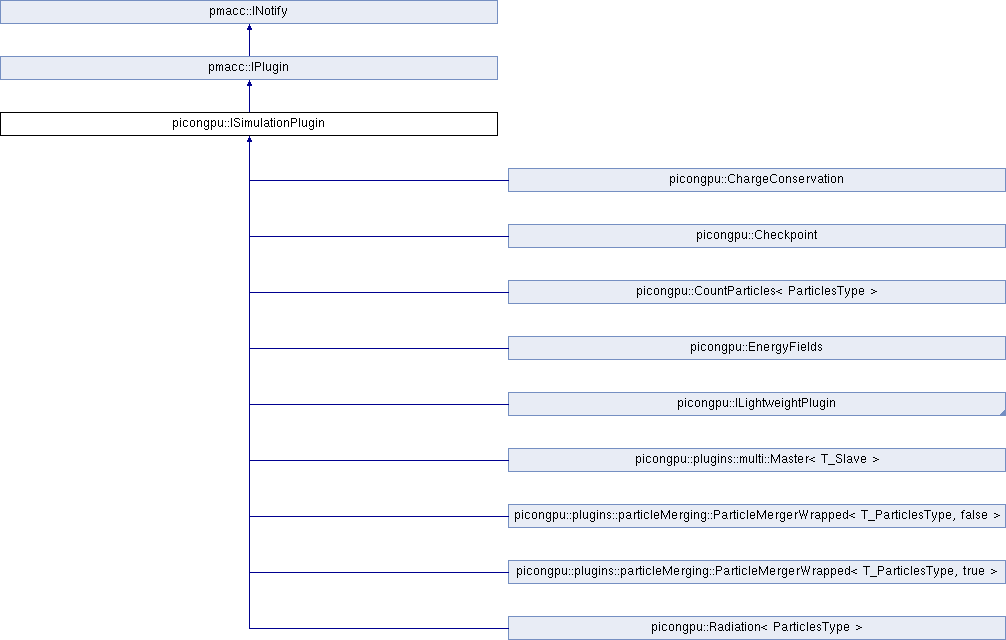 pmacc::INotify
pmacc::IPlugin
picongpu::ISimulationPlugin
picongpu::ChargeConservation
picongpu::Checkpoint
picongpu::CountParticles< ParticlesType >
picongpu::EnergyFields
picongpu::ILightweightPlugin
picongpu::plugins::multi::Master< T_Slave >
picongpu::plugins::particleMerging::ParticleMergerWrapped< T_ParticlesType, false >
picongpu::plugins::particleMerging::ParticleMergerWrapped< T_ParticlesType, true >
picongpu::Radiation< ParticlesType >